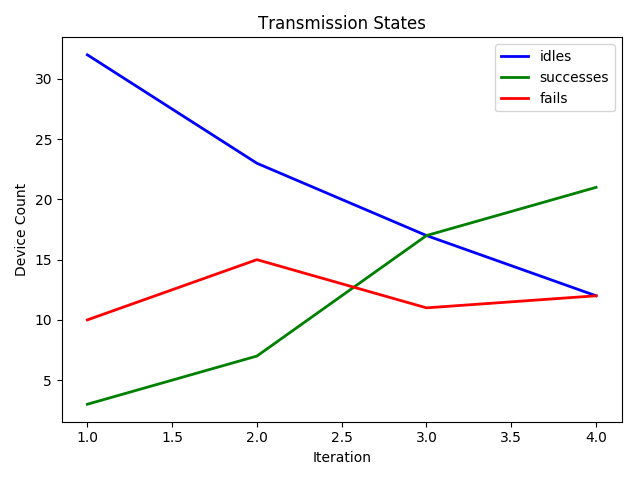 Transmission States
idles
successes
fails
Device Count
30
25
20
15
10
5
1.0 1.5 2.0 2.5 3.0 3.5 4.0
Iteration